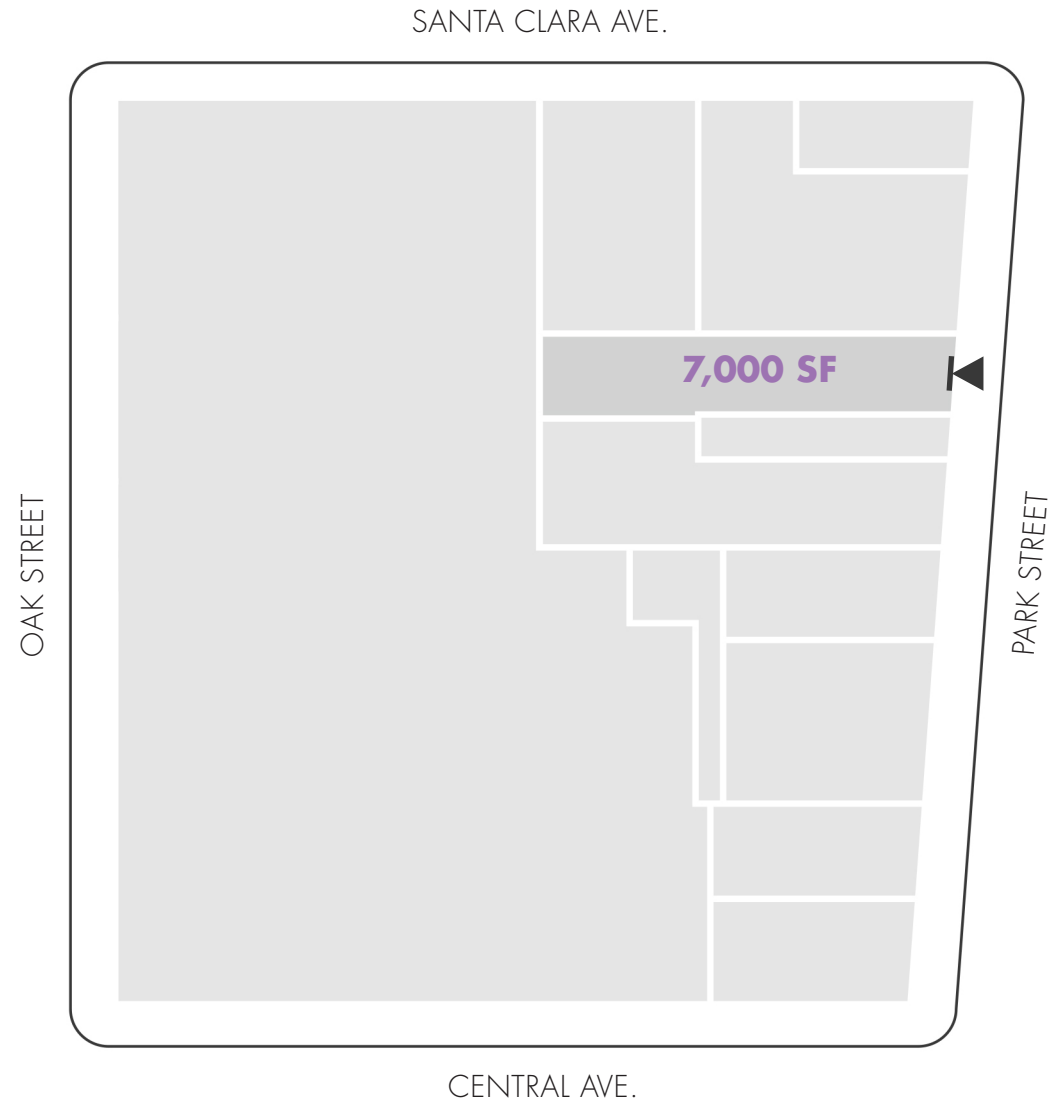 SANTA CLARA AVE.
7,000 SF
OAK STREET
PARK STREET
CENTRAL AVE.